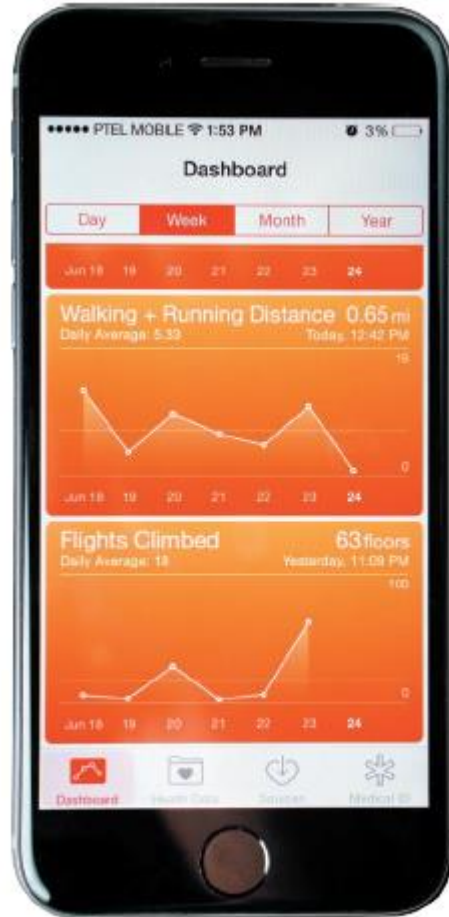 PTEL MOBILE 1:53 PM 3%
Dashboard
Day Week Month Year
Jun 18 19 20 21 22 23 24
Walking + Running Distance 0.65 mi
Daily Average: 5.33 Today, 12:42 PM
19
0
Jun 18 19 20 21 22 23 24
Flights Climbed 63 floors
Daily Average: 18 Yesterday, 11:09 PM
100
0
Jun 18 19 20 21 22 23 24
Dashboard Health Data Sources Medical ID